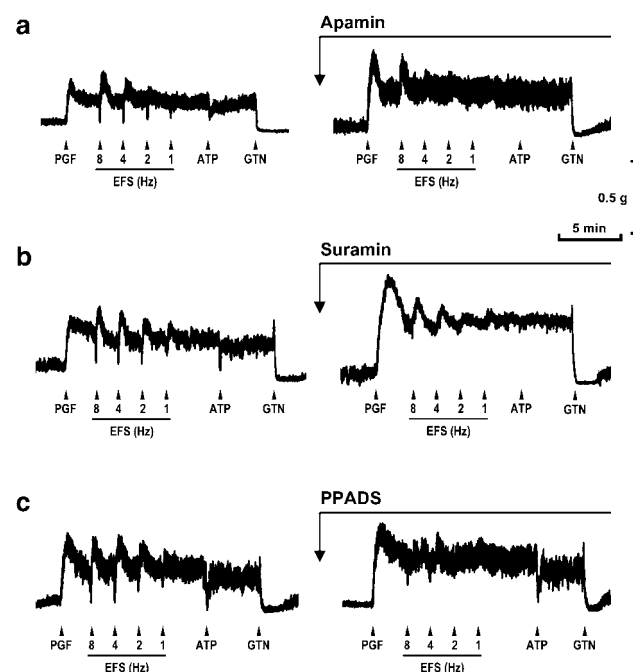 a
Apamin
PGF 8 4 2 1 ATP GTN
EFS (Hz)
PGF 8 4 2 1 ATP GTN
EFS (Hz)
0.5 g
5 min
b
Suramin
PGF 8 4 2 1 ATP GTN
EFS (Hz)
PGF 8 4 2 1 ATP GTN
EFS (Hz)
c
PPADS
PGF 8 4 2 1 ATP GTN
EFS (Hz)
PGF 8 4 2 1 ATP GTN
EFS (Hz)